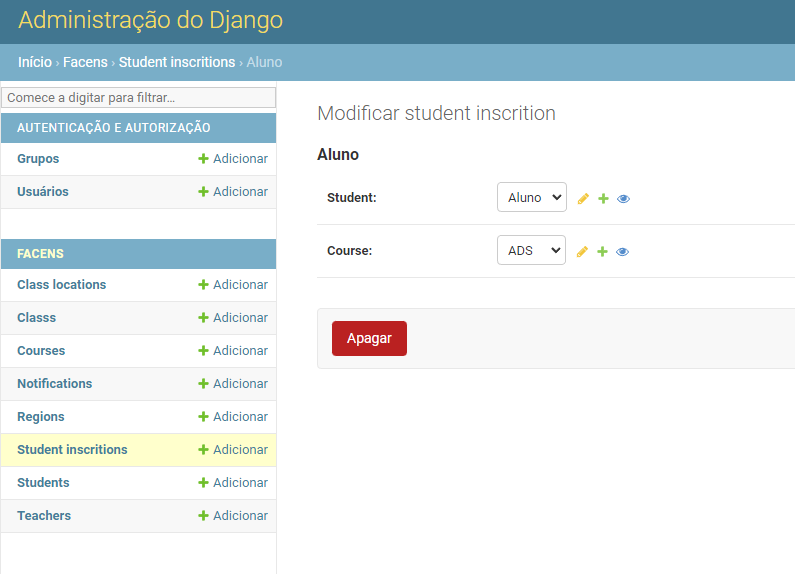 Administração do Django
Início › Facens › Student inscritions › Aluno
Comece a digitar para filtrar...
AUTENTICAÇÃO E AUTORIZAÇÃO
Grupos Adicionar
Usuários Adicionar
FACENS
Class locations Adicionar
Classs Adicionar
Courses Adicionar
Notifications Adicionar
Regions Adicionar
Student inscritions Adicionar
Students Adicionar
Teachers Adicionar
Modificar student inscrition
Aluno
Student: Aluno
Course: ADS
Apagar